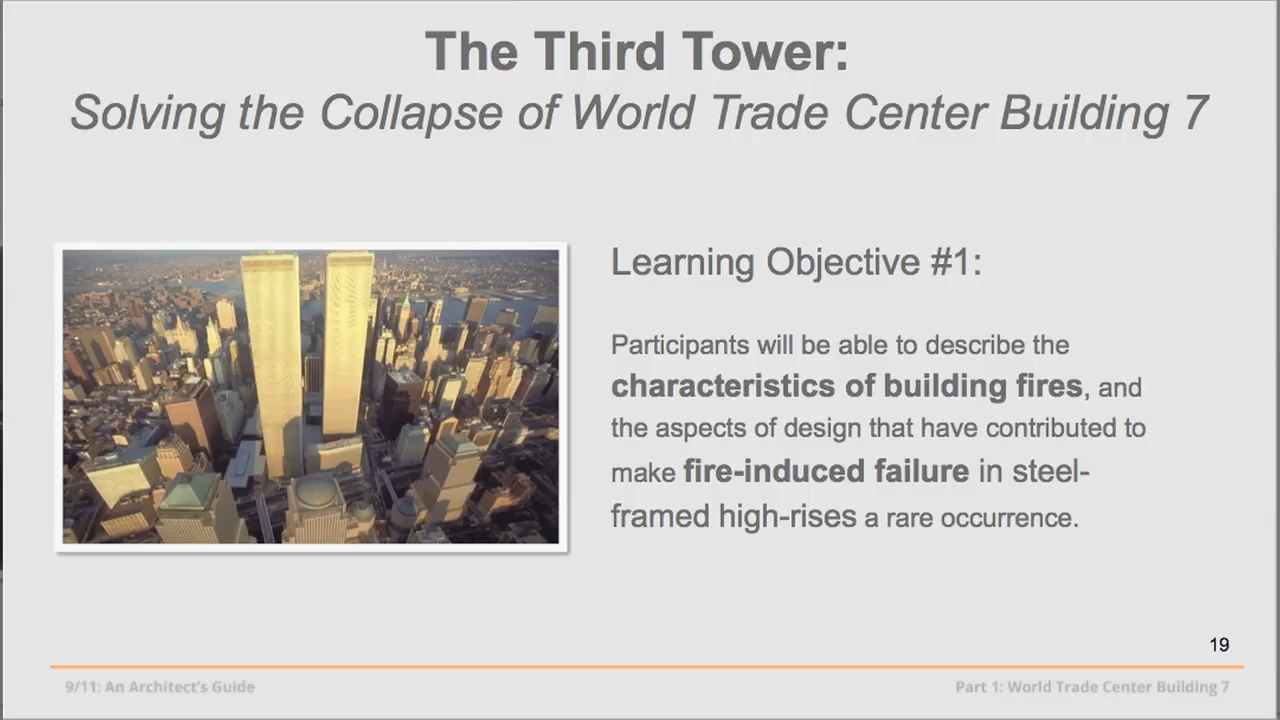 The Third Tower:
Solving the Collapse of World Trade Center Building 7
Learning Objective #1:
Participants will be able to describe the
characteristics of building fires, and
the aspects of design that have contributed to
make fire-induced failure in steel-
framed high-rises a rare occurrence.
19
9/11: An Architect's Guide
Part 1: World Trade Center Building 7